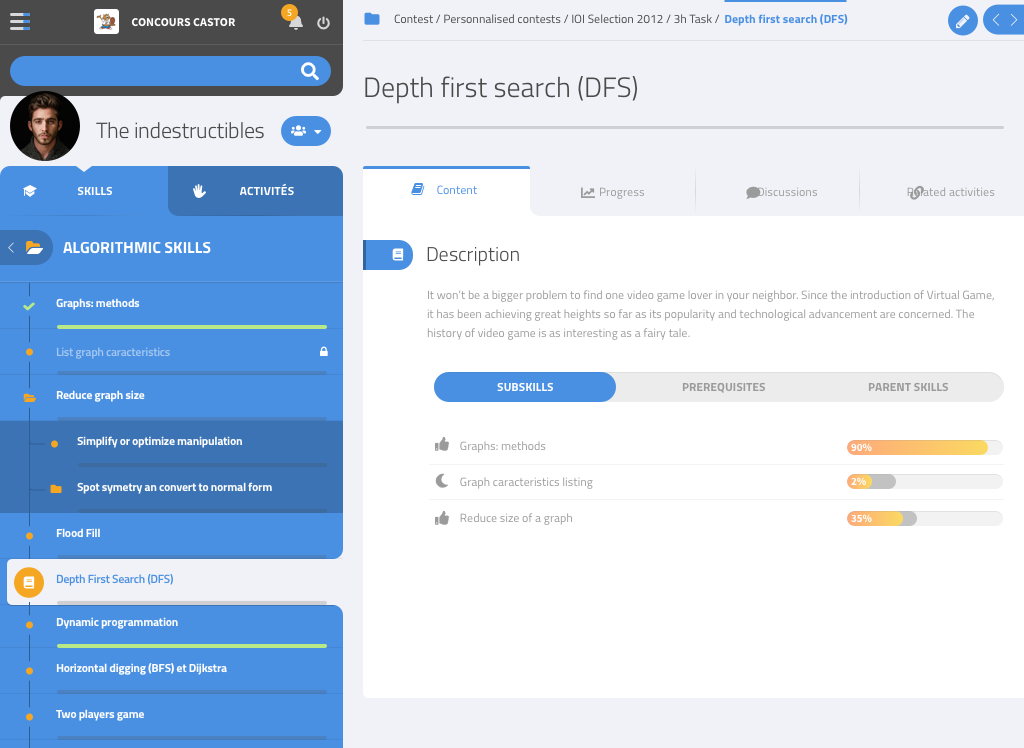 CONCOURS CASTOR
5
The indestructibles
SKILLS
ACTIVITÉS
ALGORITHMIC SKILLS
Graphs: methods
List graph caracteristics
Reduce graph size
Simplify or optimize manipulation
Spot symetry an convert to normal form
Flood Fill
Depth First Search (DFS)
Dynamic programmation
Horizontal digging (BFS) et Dijkstra
Two players game
Contest / Personnalised contests / IOI Selection 2012 / 3h Task / Depth first search (DFS)
Depth first search (DFS)
Content
Progress
Discussions
Related activities
Description
It won't be a bigger problem to find one video game lover in your neighbor. Since the introduction of Virtual Game,
it has been achieving great heights so far as its popularity and technological advancement are concerned. The
history of video game is as interesting as a fairy tale.
SUBSKILLS
PREREQUISITES
PARENT SKILLS
Graphs: methods
90%
Graph caracteristics listing
2%
Reduce size of a graph
35%